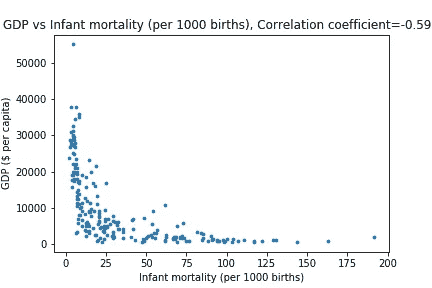 GDP vs Infant mortality (per 1000 births), Correlation coefficient=-0.59
50000
40000
30000
20000
10000
0
GDP ($ per capita)
0 25 50 75 100 125 150 175 200
Infant mortality (per 1000 births)